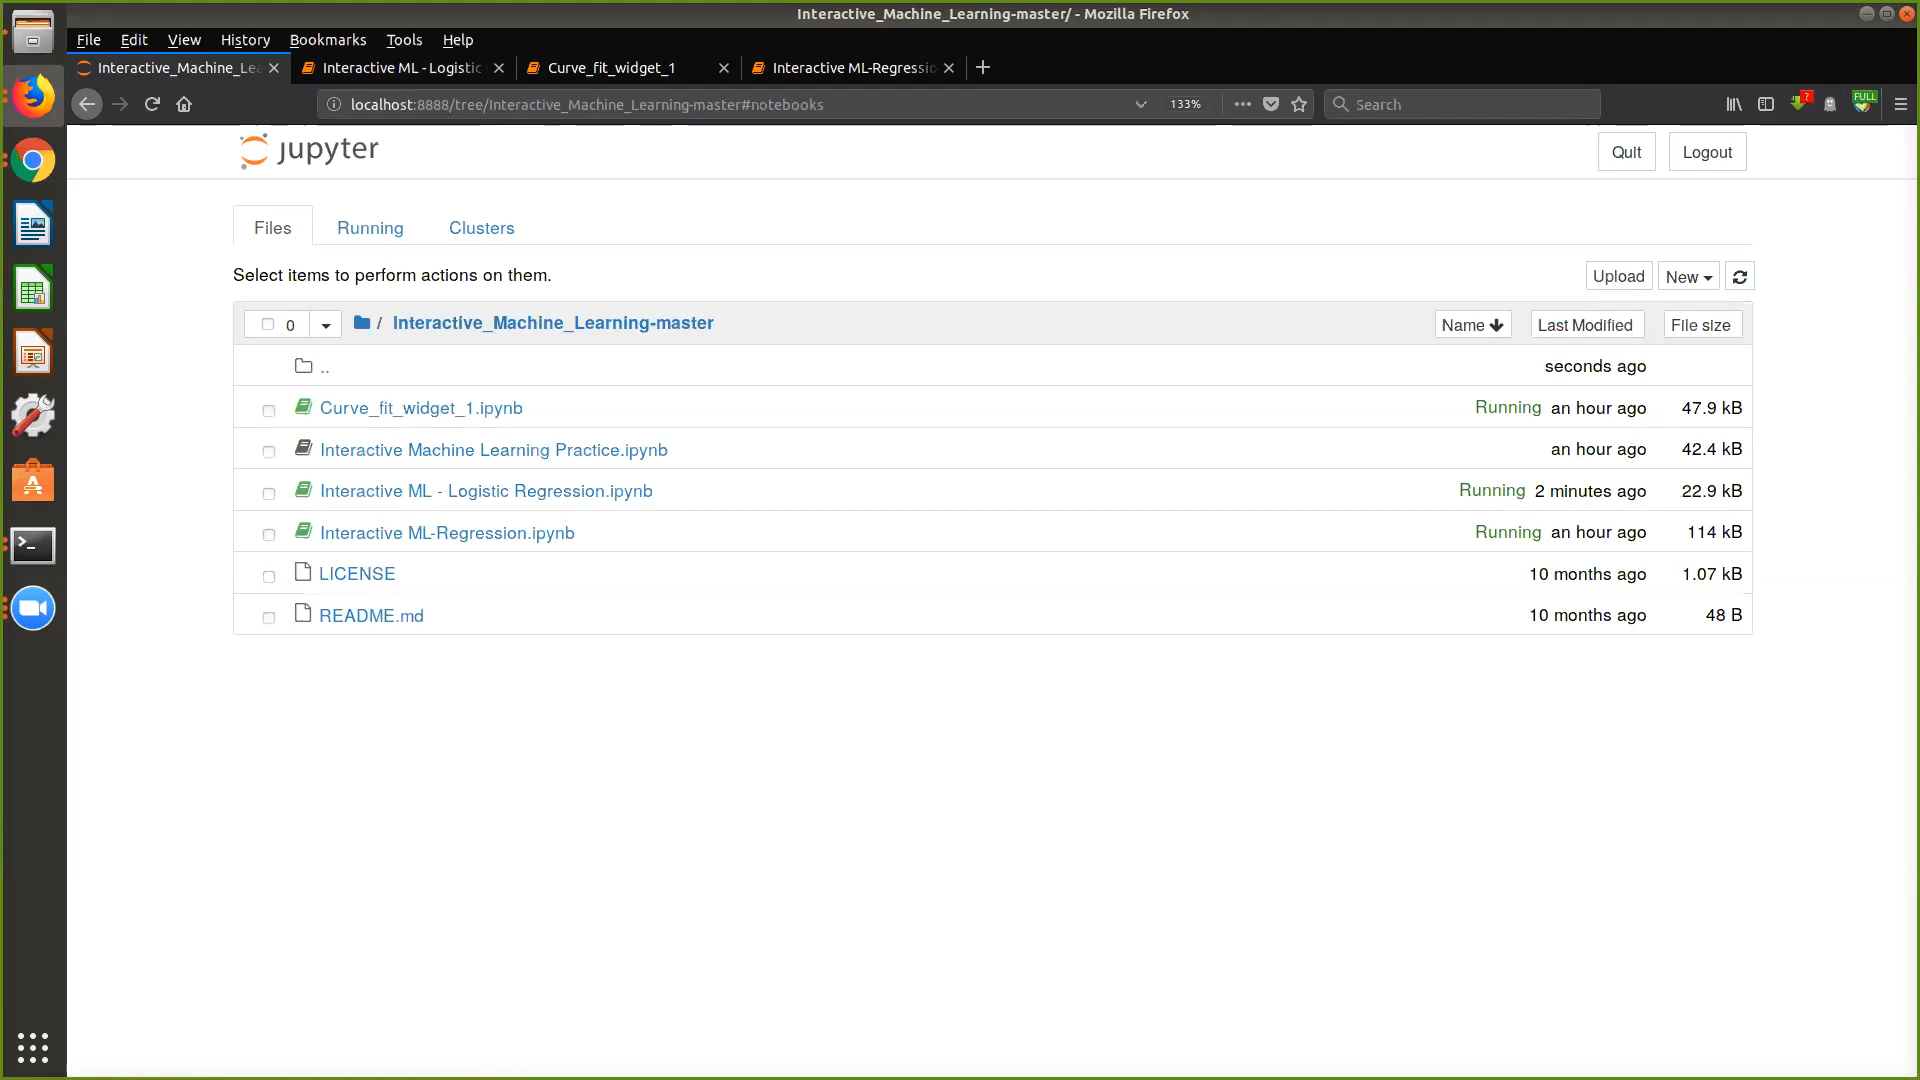 Interactive_Machine_Learning-master/ - Mozilla Firefox
File Edit View History Bookmarks Tools Help
Interactive_Machine_Lea Interactive ML - Logistic Curve_fit_widget_1 Interactive ML-Regressio
localhost:8888/tree/Interactive_Machine_Learning-master#notebooks 133% Search ? FULL
jupyter Quit Logout
Files Running Clusters
Select items to perform actions on them. Upload New
0 / Interactive_Machine_Learning-master Name Last Modified File size
.. seconds ago
Curve_fit_widget_1.ipynb Running an hour ago 47.9 kB
Interactive Machine Learning Practice.ipynb an hour ago 42.4 kB
Interactive ML - Logistic Regression.ipynb Running 2 minutes ago 22.9 kB
Interactive ML-Regression.ipynb Running an hour ago 114 kB
LICENSE 10 months ago 1.07 kB
README.md 10 months ago 48 B